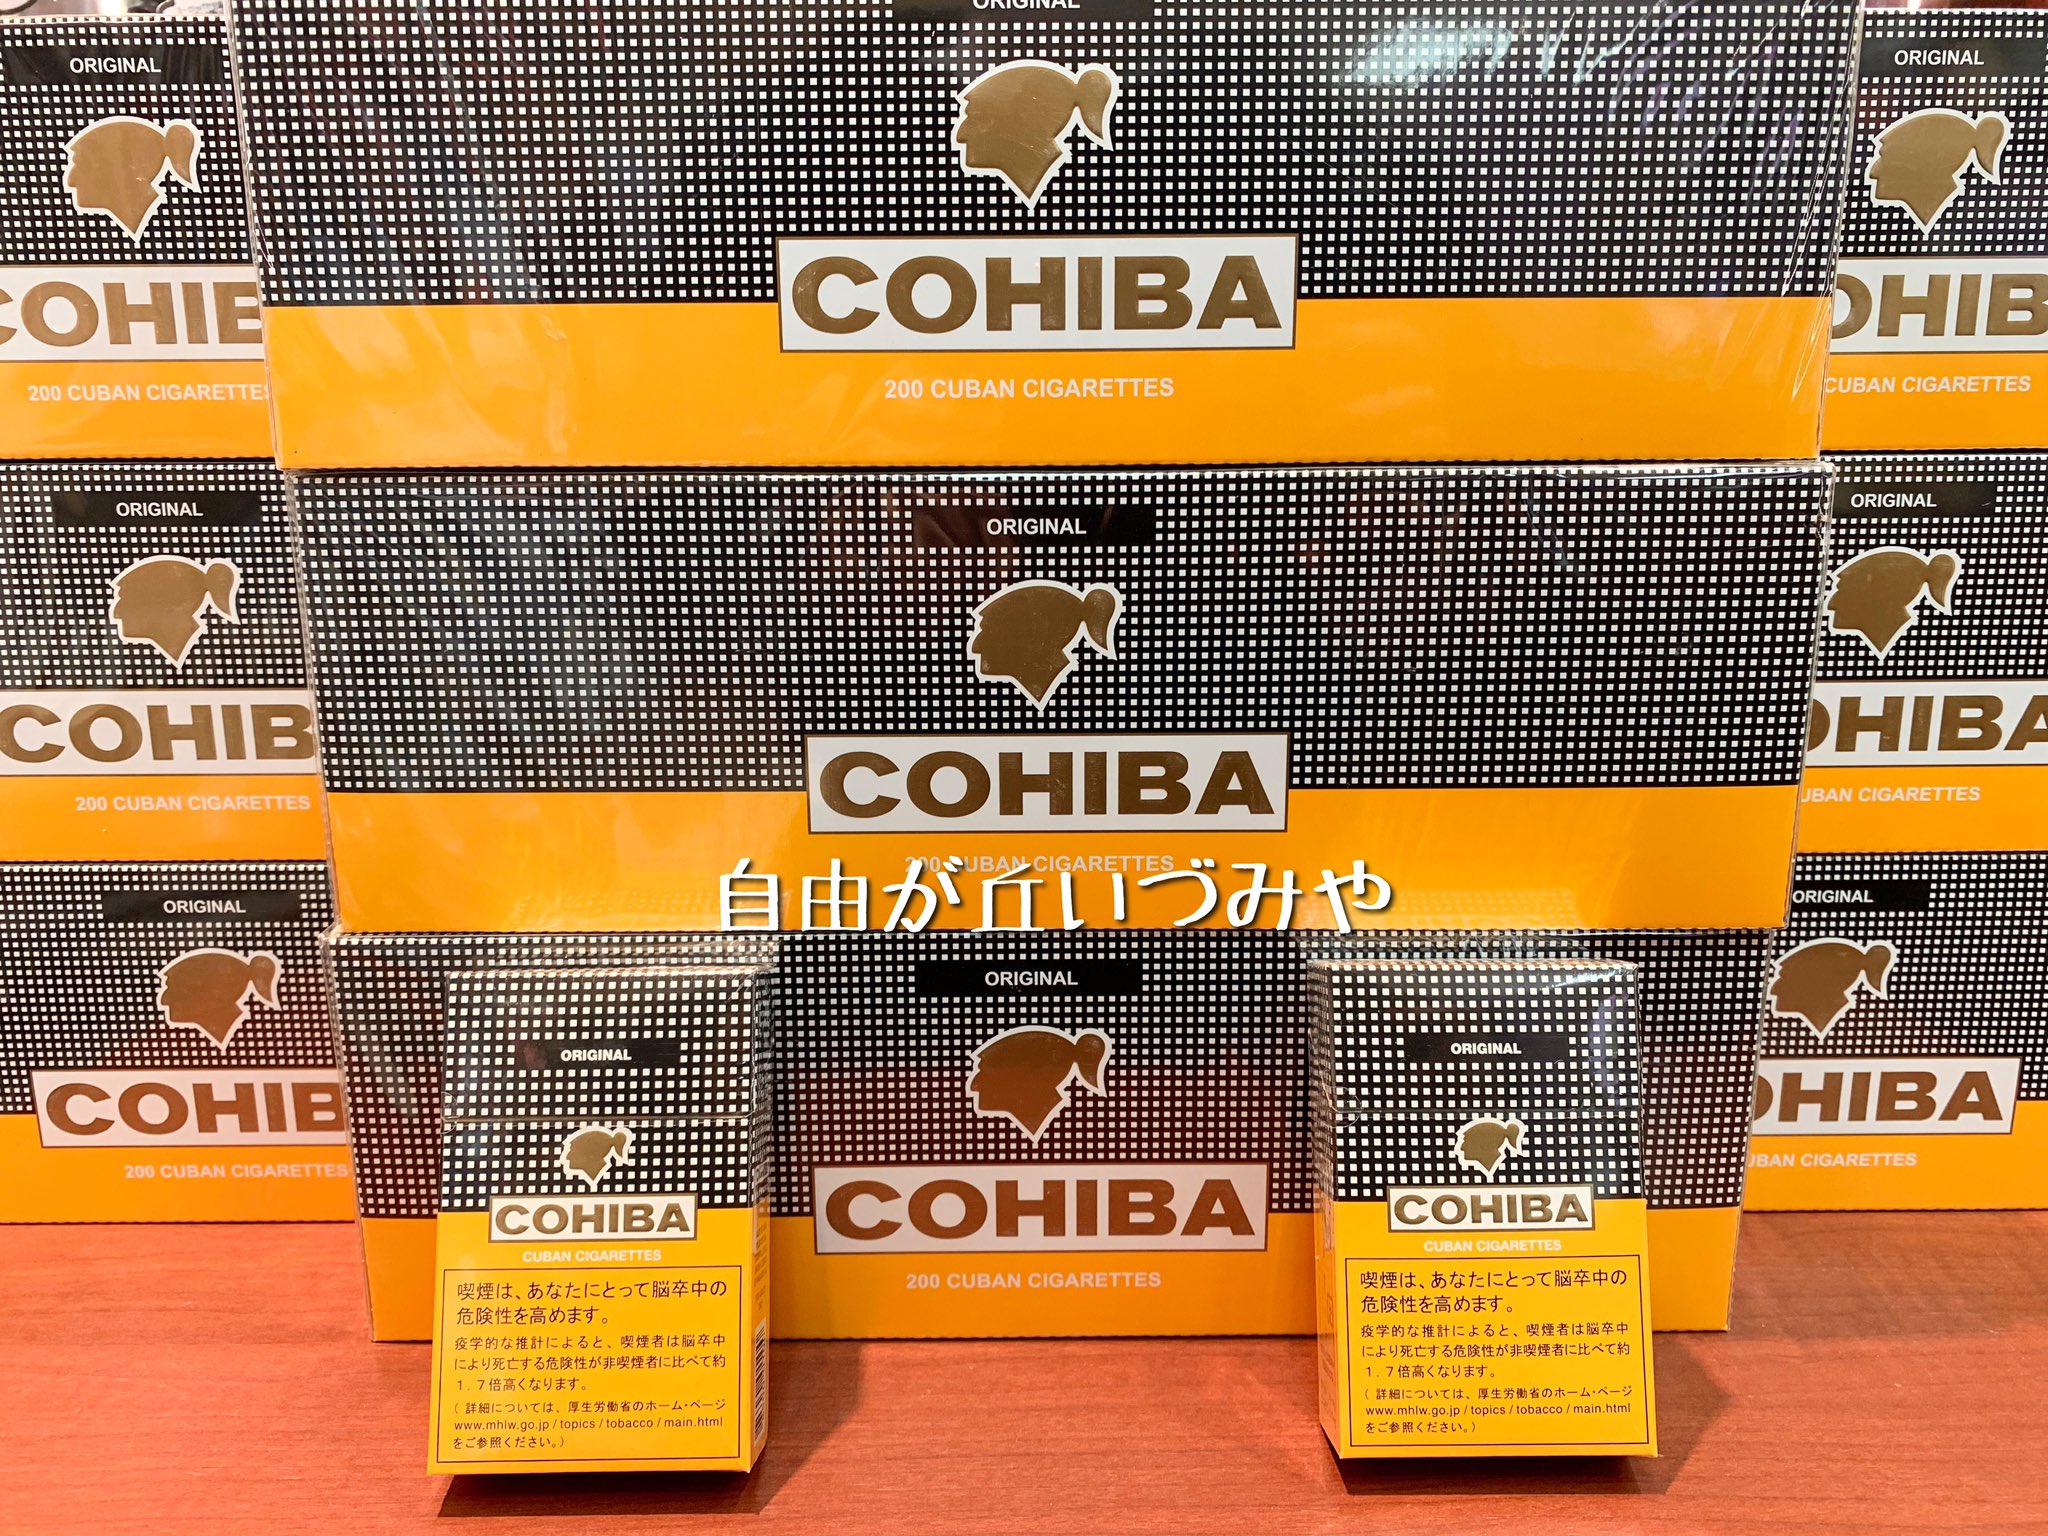 ORIGINAL
COHIBA
200 CUBAN CIGARETTES
ORIGINAL
COHIB
200 CUBAN CIGARETTES
ORIGINAL
OHIB
CUBAN CIGARETTES
ORIGINAL
COHIBA
200 CUBAN CIGARETTES
ORIGINAL
COHIB
200 CUBAN CIGARETTES
ORIGINAL
OHIBA
UBAN CIGARETTES
自由が丘いづみや
ORIGINAL
COHIBA
200 CUBAN CIGARETTES
ORIGINAL
COHIB
200 CUBAN CIGARETTES
ORIGINAL
OHIBA
UBAN CIGARETTES
ORIGINAL
COHIBA
CUBAN CIGARETTES
喫煙は、あなたにとって脳卒中の
危険性を高めます。
疫学的な推計によると、喫煙者は脳卒中
により死亡する危険性が非喫煙者に比べて約
1.7倍高くなります。
(詳細については、厚生労働省のホーム・ページ
www.mhlw.go.jp/topics/tobacco/main.html
をご参照ください。)
ORIGINAL
COHIBA
CUBAN CIGARETTES
喫煙は、あなたにとって脳卒中の
危険性を高めます。
疫学的な推計によると、喫煙者は脳卒中
により死亡する危険性が非喫煙者に比べて約
1.7倍高くなります。
(詳細については、厚生労働省のホーム・ページ
www.mhlw.go.jp/topics/tobacco/main.html
をご参照ください。)